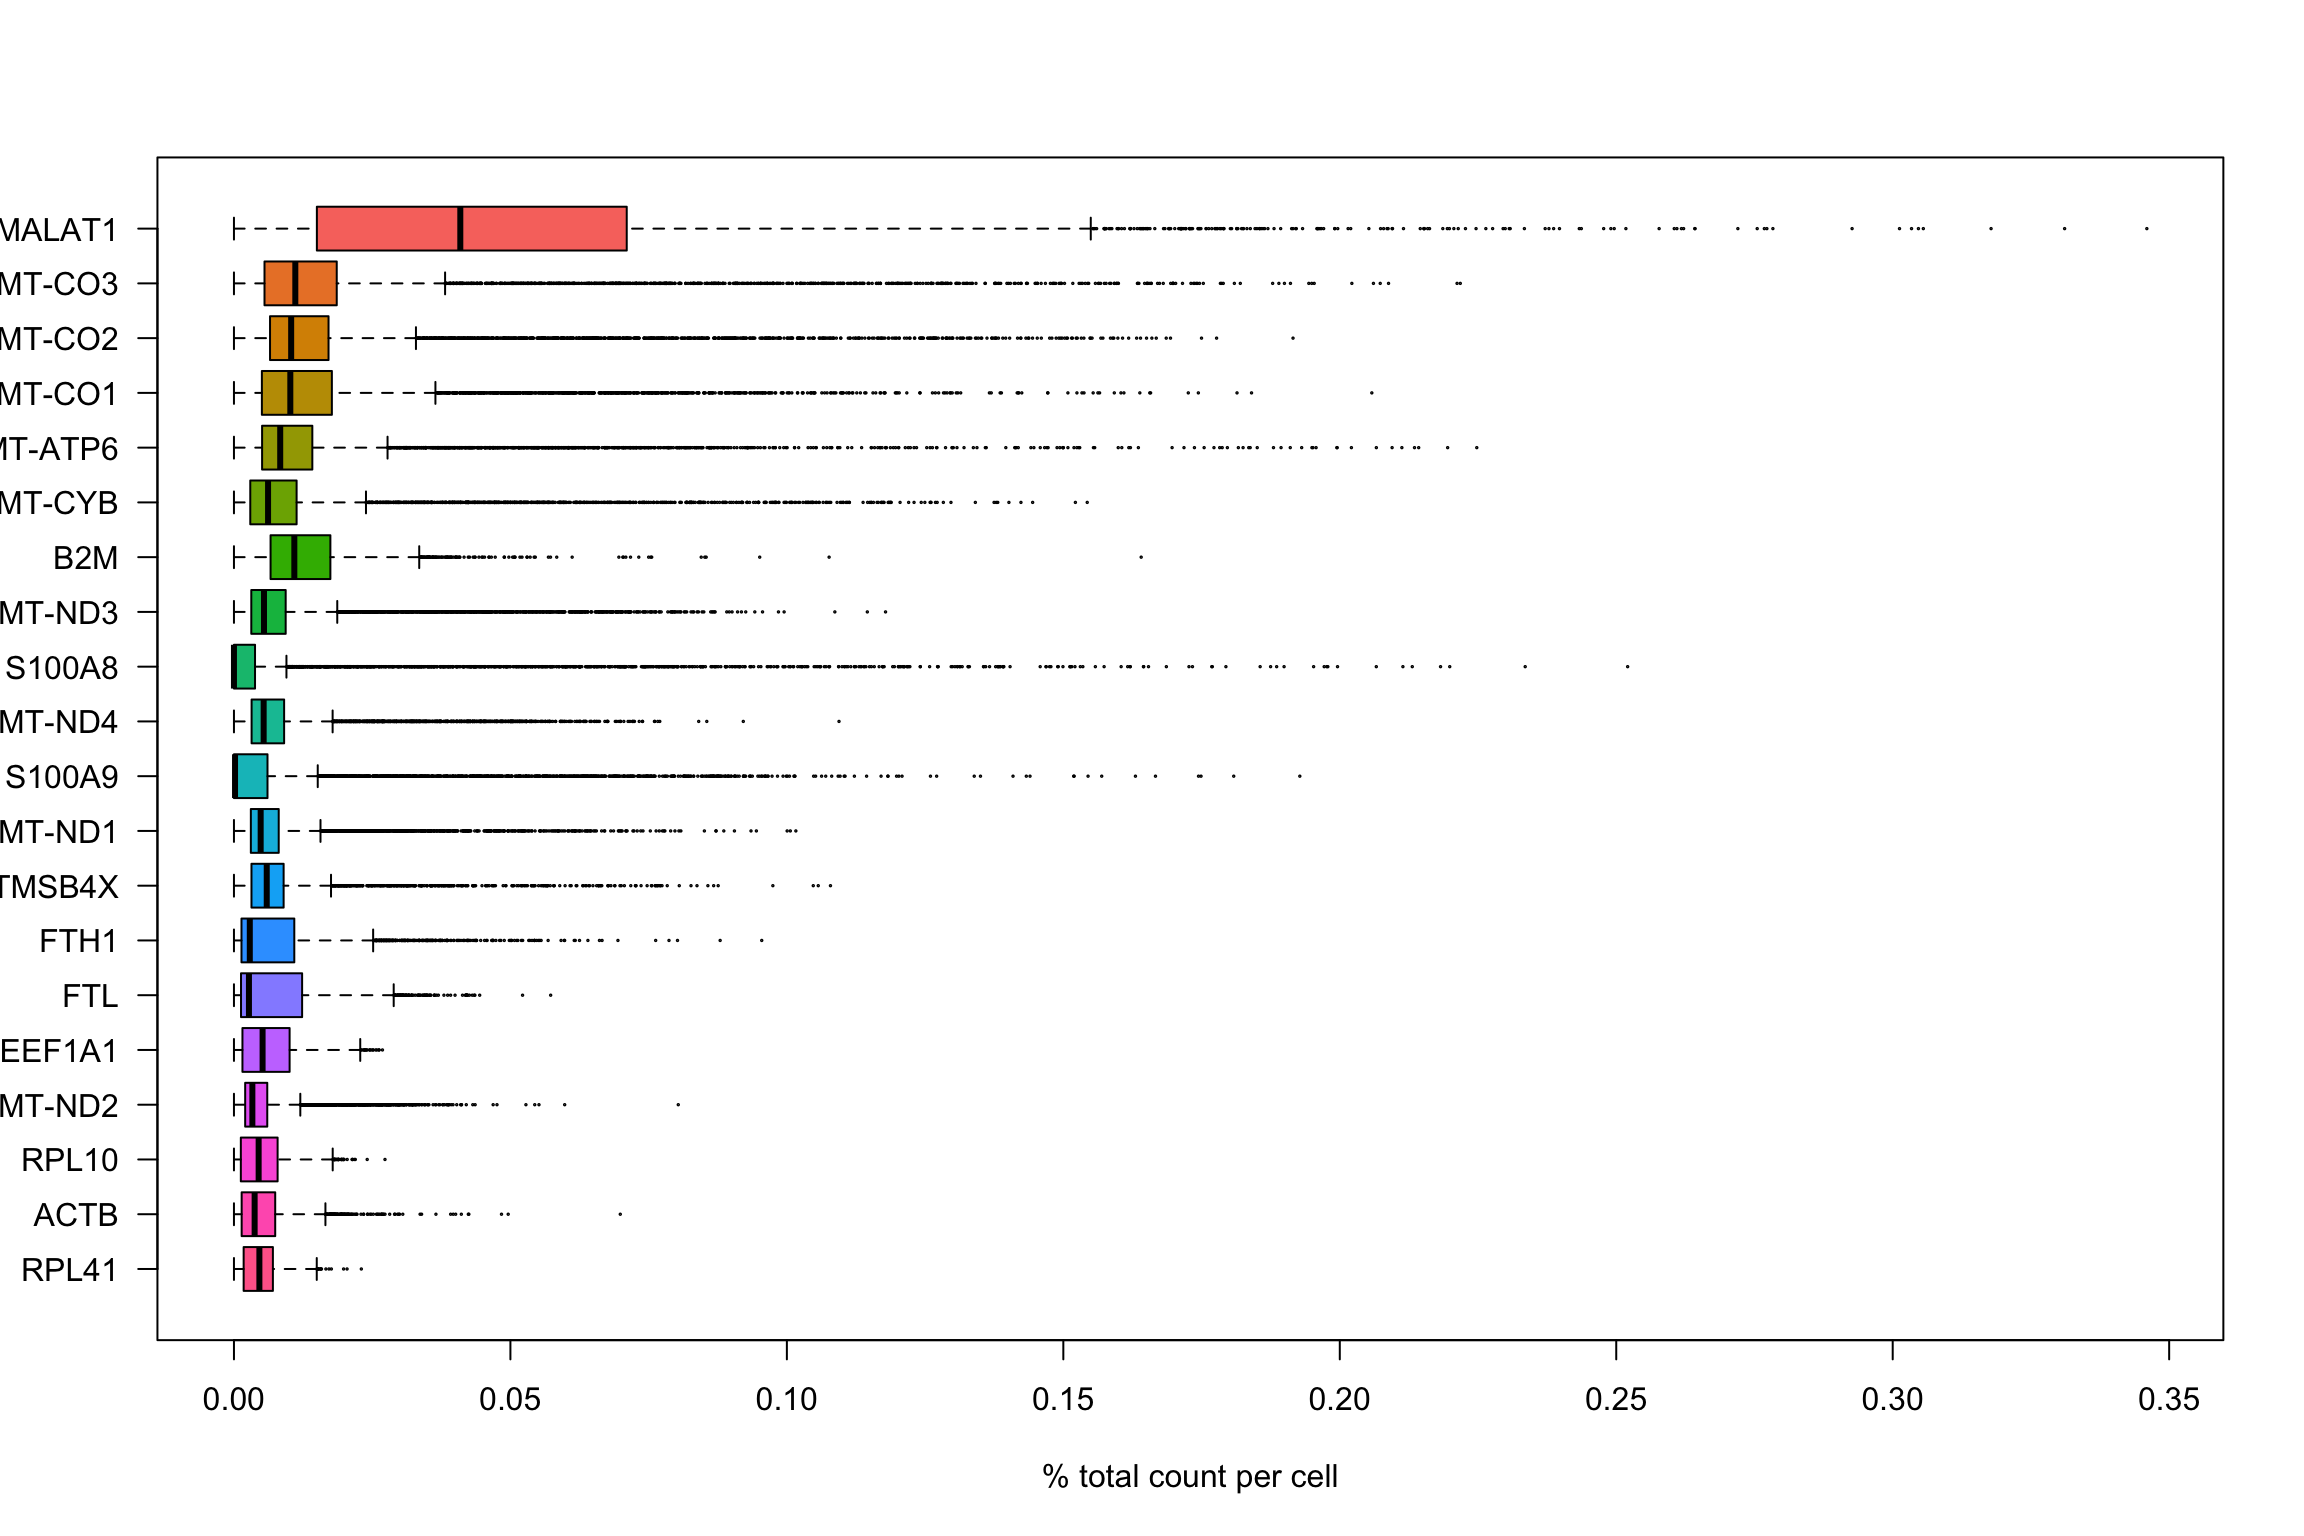 MALAT1
MT-CO3
MT-CO2
MT-CO1
MT-ATP6
MT-CYB
B2M
MT-ND3
S100A8
MT-ND4
S100A9
MT-ND1
TMSB4X
FTH1
FTL
EEF1A1
MT-ND2
RPL10
ACTB
RPL41
0.00 0.05 0.10 0.15 0.20 0.25 0.30 0.35
% total count per cell